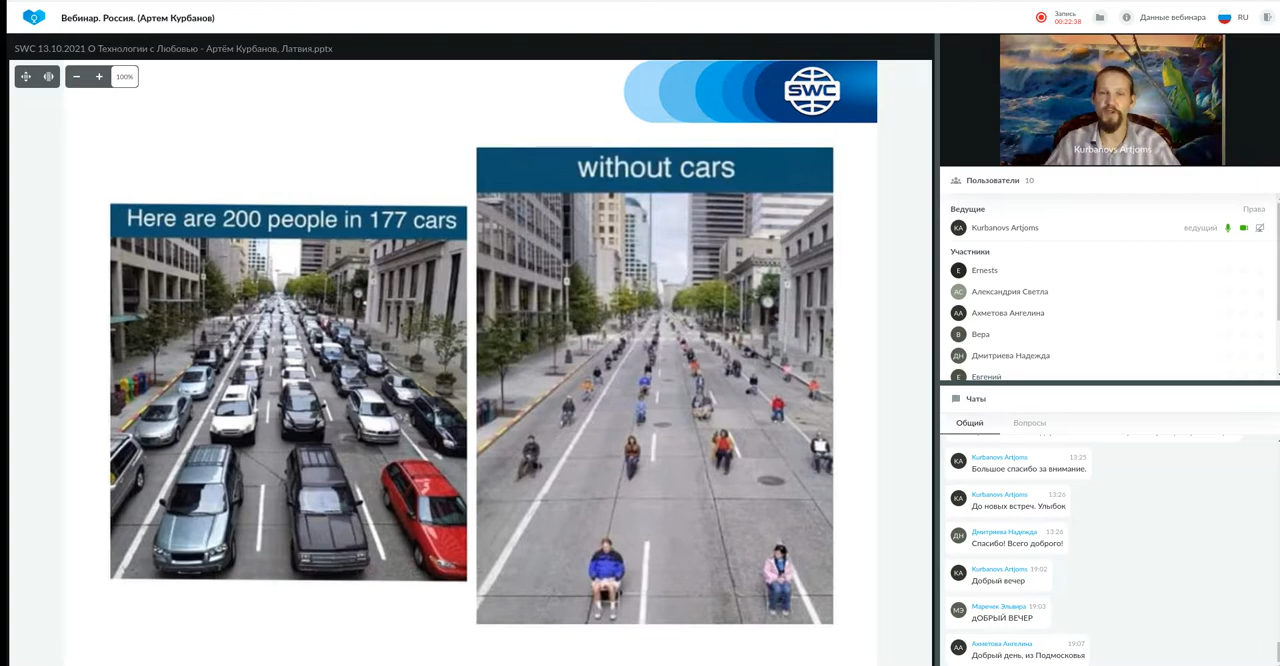 Вебинар. Россия. (Артем Курбанов)
Запись
00:22:38
Данные вебинара
RU
SWC 13.10.2021 О Технологии с Любовью - Артём Курбанов, Латвия.pptx
100%
SWC
Here are 200 people in 177 cars
without cars
Kurbanovs Artjoms
Пользователи 10
Ведущие
Права
KA Kurbanovs Artjoms ведущий
Участники
E Ernests
АС Александрия Светла
АА Ахметова Ангелина
В Вера
ДН Дмитриева Надежда
Е Евгений
Чаты
Общий Вопросы
KA Kurbanovs Artjoms 13:25
Большое спасибо за внимание.
KA Kurbanovs Artjoms 13:26
До новых встреч. Улыбок
ДН Дмитриева Надежда 13:26
Спасибо! Всего доброго!
KA Kurbanovs Artjoms 19:02
Добрый вечер
МЭ Маречек Эльвира 19:03
дОБРЫЙ ВЕЧЕР
АА Ахметова Ангелина 19:07
Добрый день, из Подмосковья